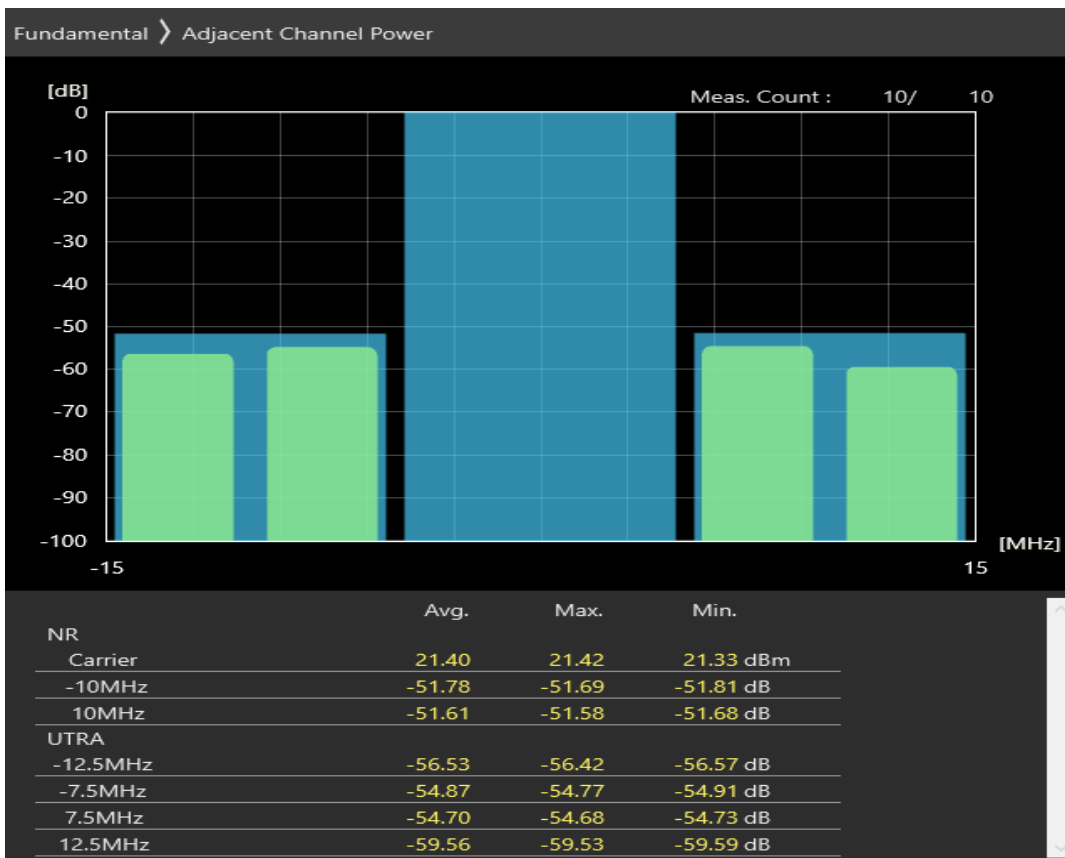 Fundamental 〉 Adjacent Channel Power
[dB]
Meas. Count : 10/ 10
0
-10
-20
-30
-40
-50
-60
-70
-80
-90
-100
[MHz]
-15 15
Avg. Max. Min.
NR
Carrier 21.40 21.42 21.33 dBm
-10MHz -51.78 -51.69 -51.81 dB
10MHz -51.61 -51.58 -51.68 dB
UTRA
-12.5MHz -56.53 -56.42 -56.57 dB
-7.5MHz -54.87 -54.77 -54.91 dB
7.5MHz -54.70 -54.68 -54.73 dB
12.5MHz -59.56 -59.53 -59.59 dB